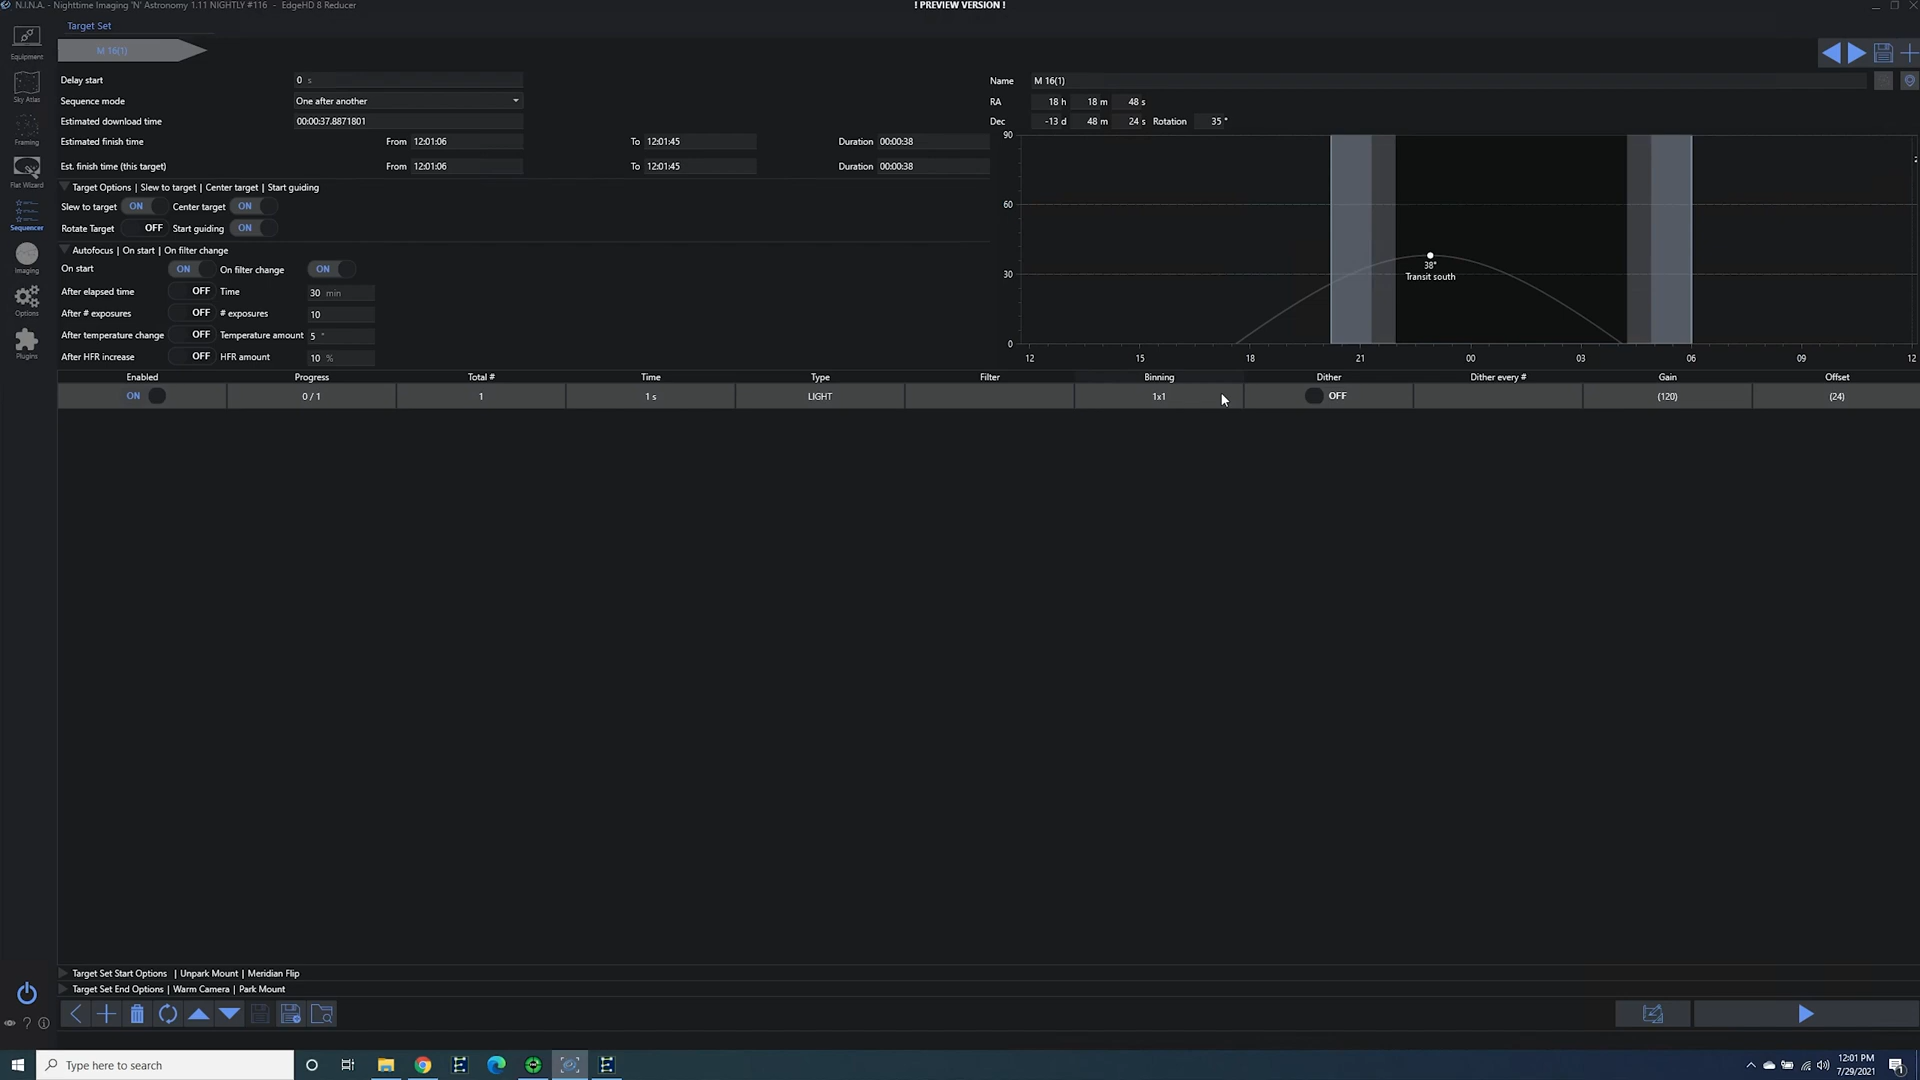 N.I.N.A. - Nighttime Imaging 'N' Astronomy 1.11 NIGHTLY #116 - EdgeHD 8 Reducer
! PREVIEW VERSION !
Equipment
Sky Atlas
Framing
Flat Wizard
Sequencer
Imaging
Options
Plugins
Target Set
M 16(1)
Delay start 0 s
Sequence mode One after another
Estimated download time 00:00:37.8871801
Estimated finish time From 12:01:06 To 12:01:45 Duration 00:00:38
Est. finish time (this target) From 12:01:06 To 12:01:45 Duration 00:00:38
Target Options | Slew to target | Center target | Start guiding
Slew to target ON Center target ON
Rotate Target OFF Start guiding ON
Autofocus | On start | On filter change
On start ON On filter change ON
After elapsed time OFF Time 30 min
After # exposures OFF # exposures 10
After temperature change OFF Temperature amount 5 °
After HFR increase OFF HFR amount 10 %
Name M 16(1)
RA 18 h 18 m 48 s
Dec -13 d 48 m 24 s Rotation 35 °
90
60
30
0
38°
Transit south
12 15 18 21 00 03 06 09 12
Enabled Progress Total # Time Type Filter Binning Dither Dither every # Gain Offset
ON 0 / 1 1 1 s LIGHT 1x1 OFF (120) (24)
Target Set Start Options | Unpark Mount | Meridian Flip
Target Set End Options | Warm Camera | Park Mount
Type here to search
12:01 PM
7/29/2021
1